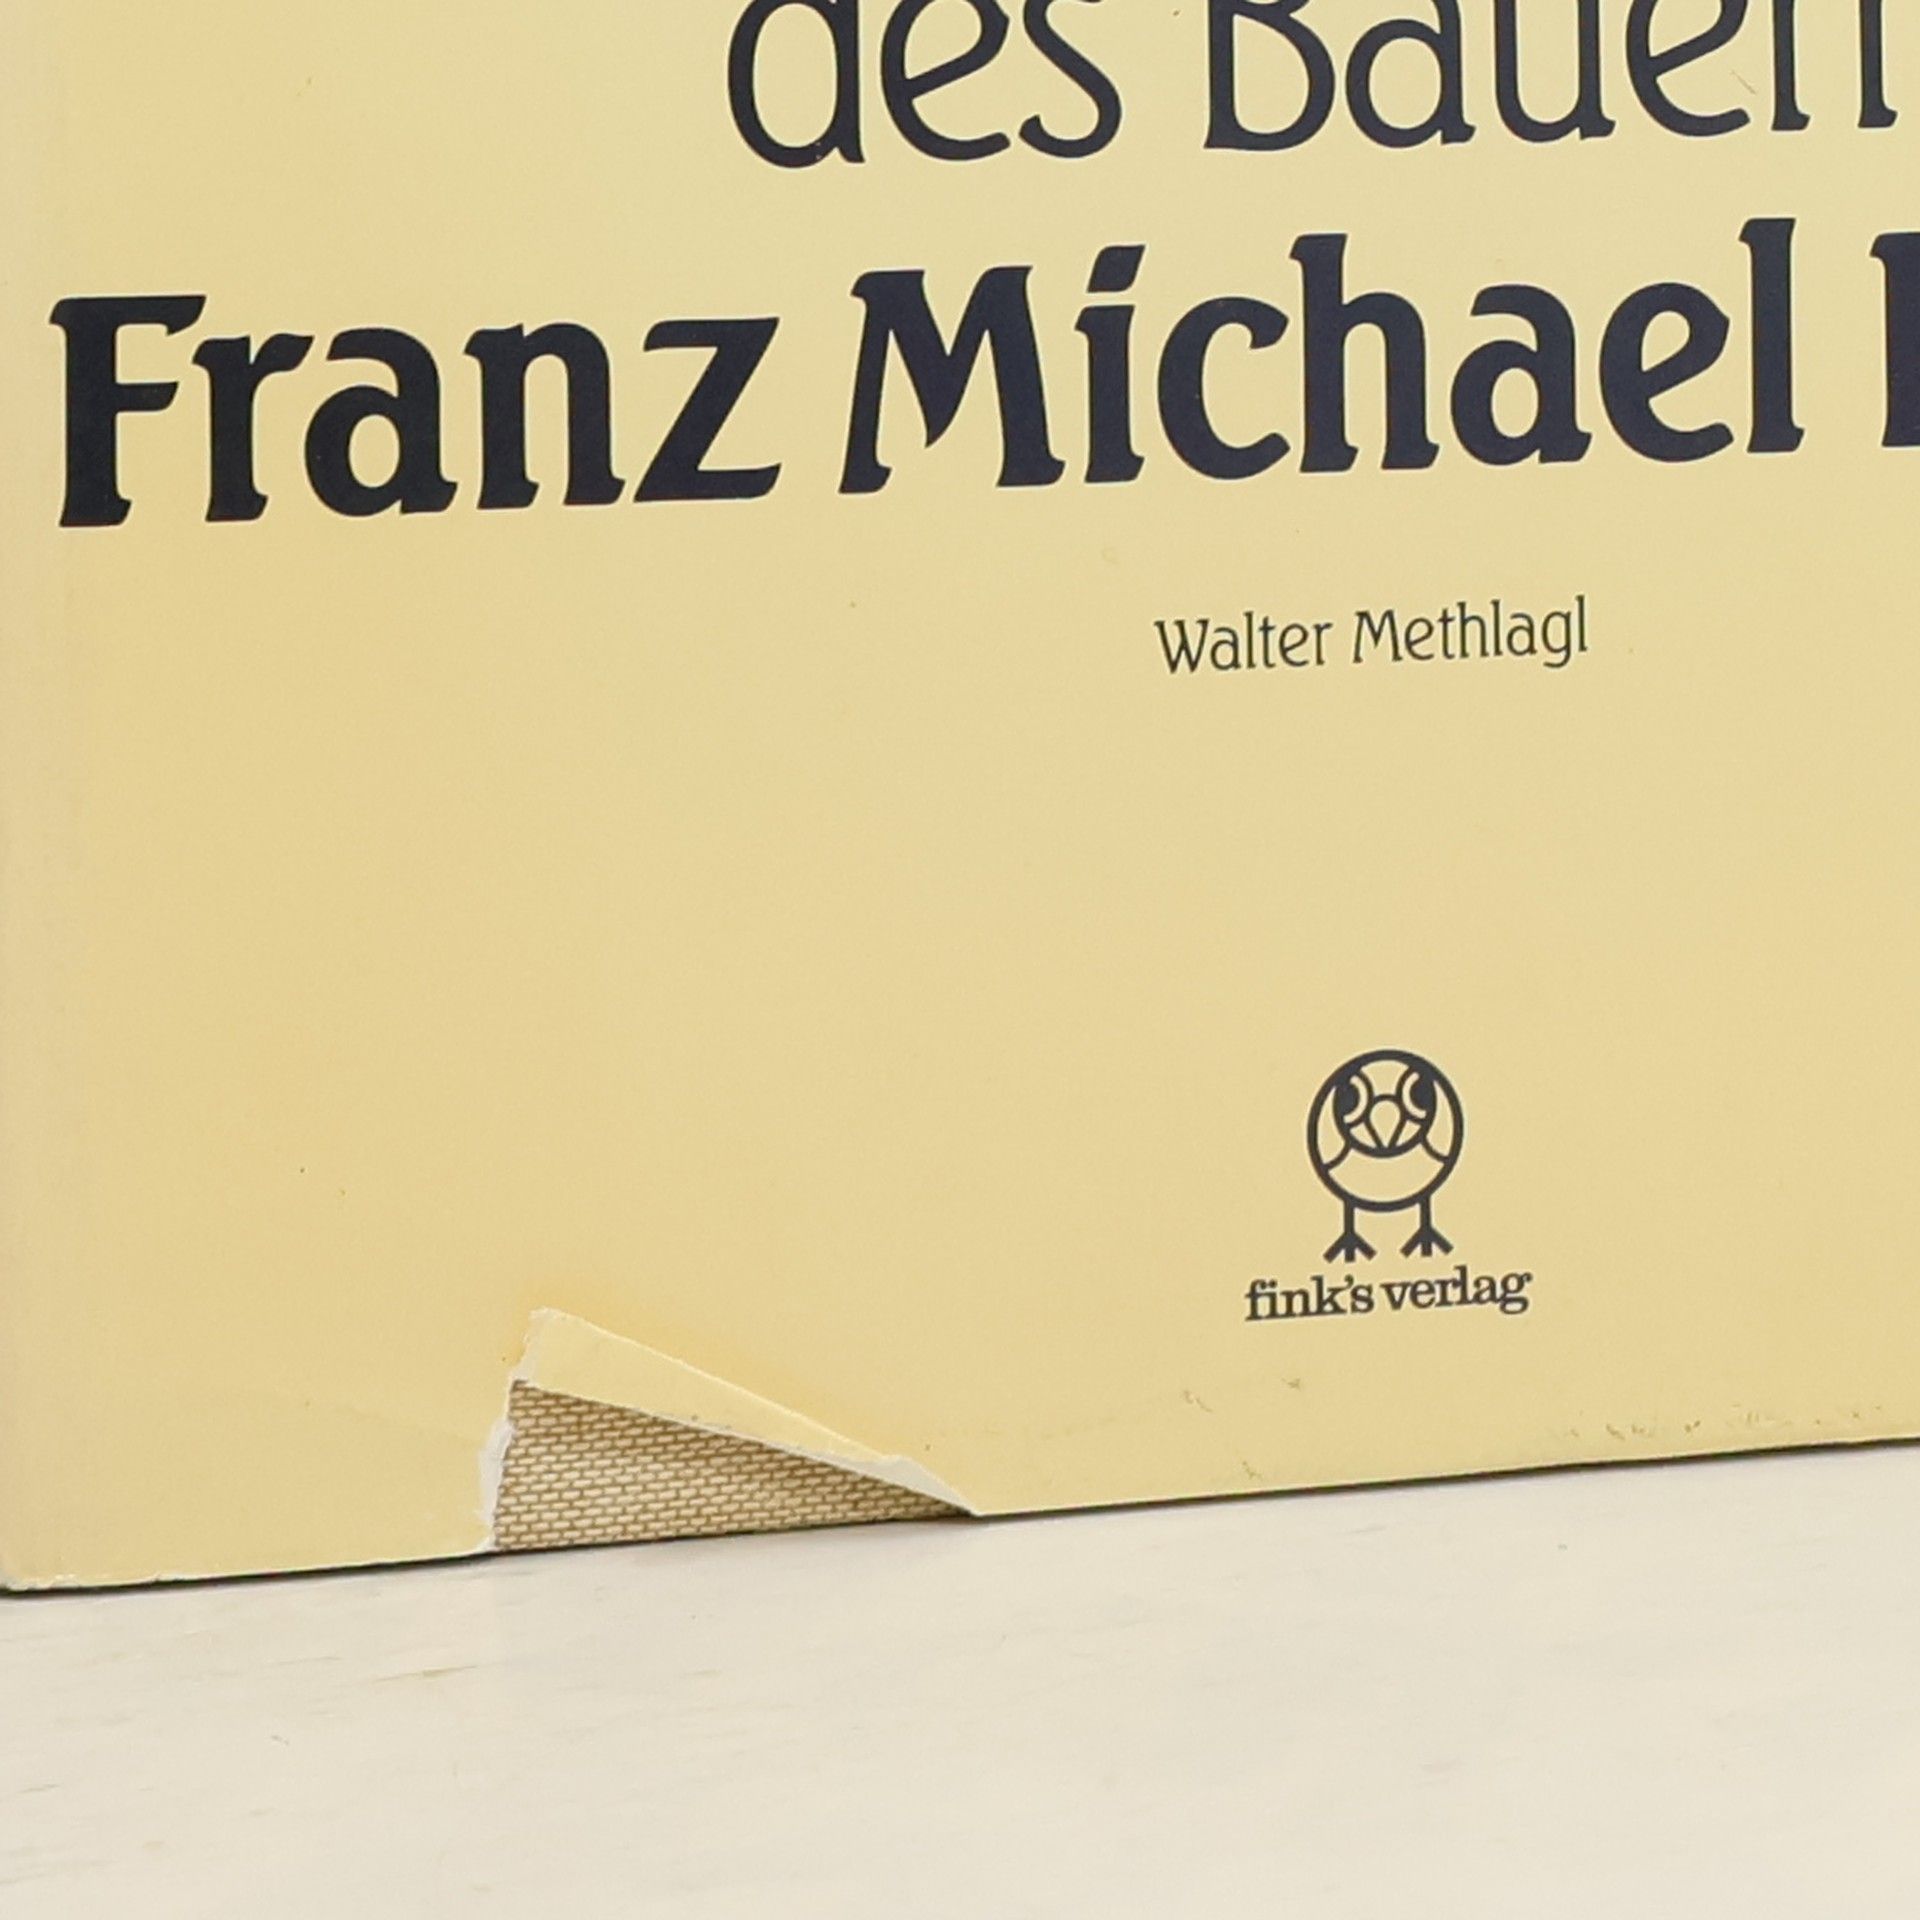 des Bauern
Franz Michael
Walter Methlagl
fink's verlag